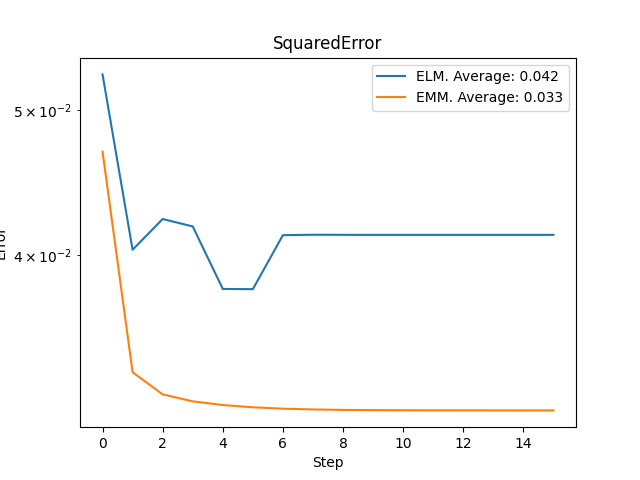 SquaredError
ELM. Average: 0.042
EMM. Average: 0.033
5 × 10⁻²
4 × 10⁻²
Error
0 2 4 6 8 10 12 14
Step